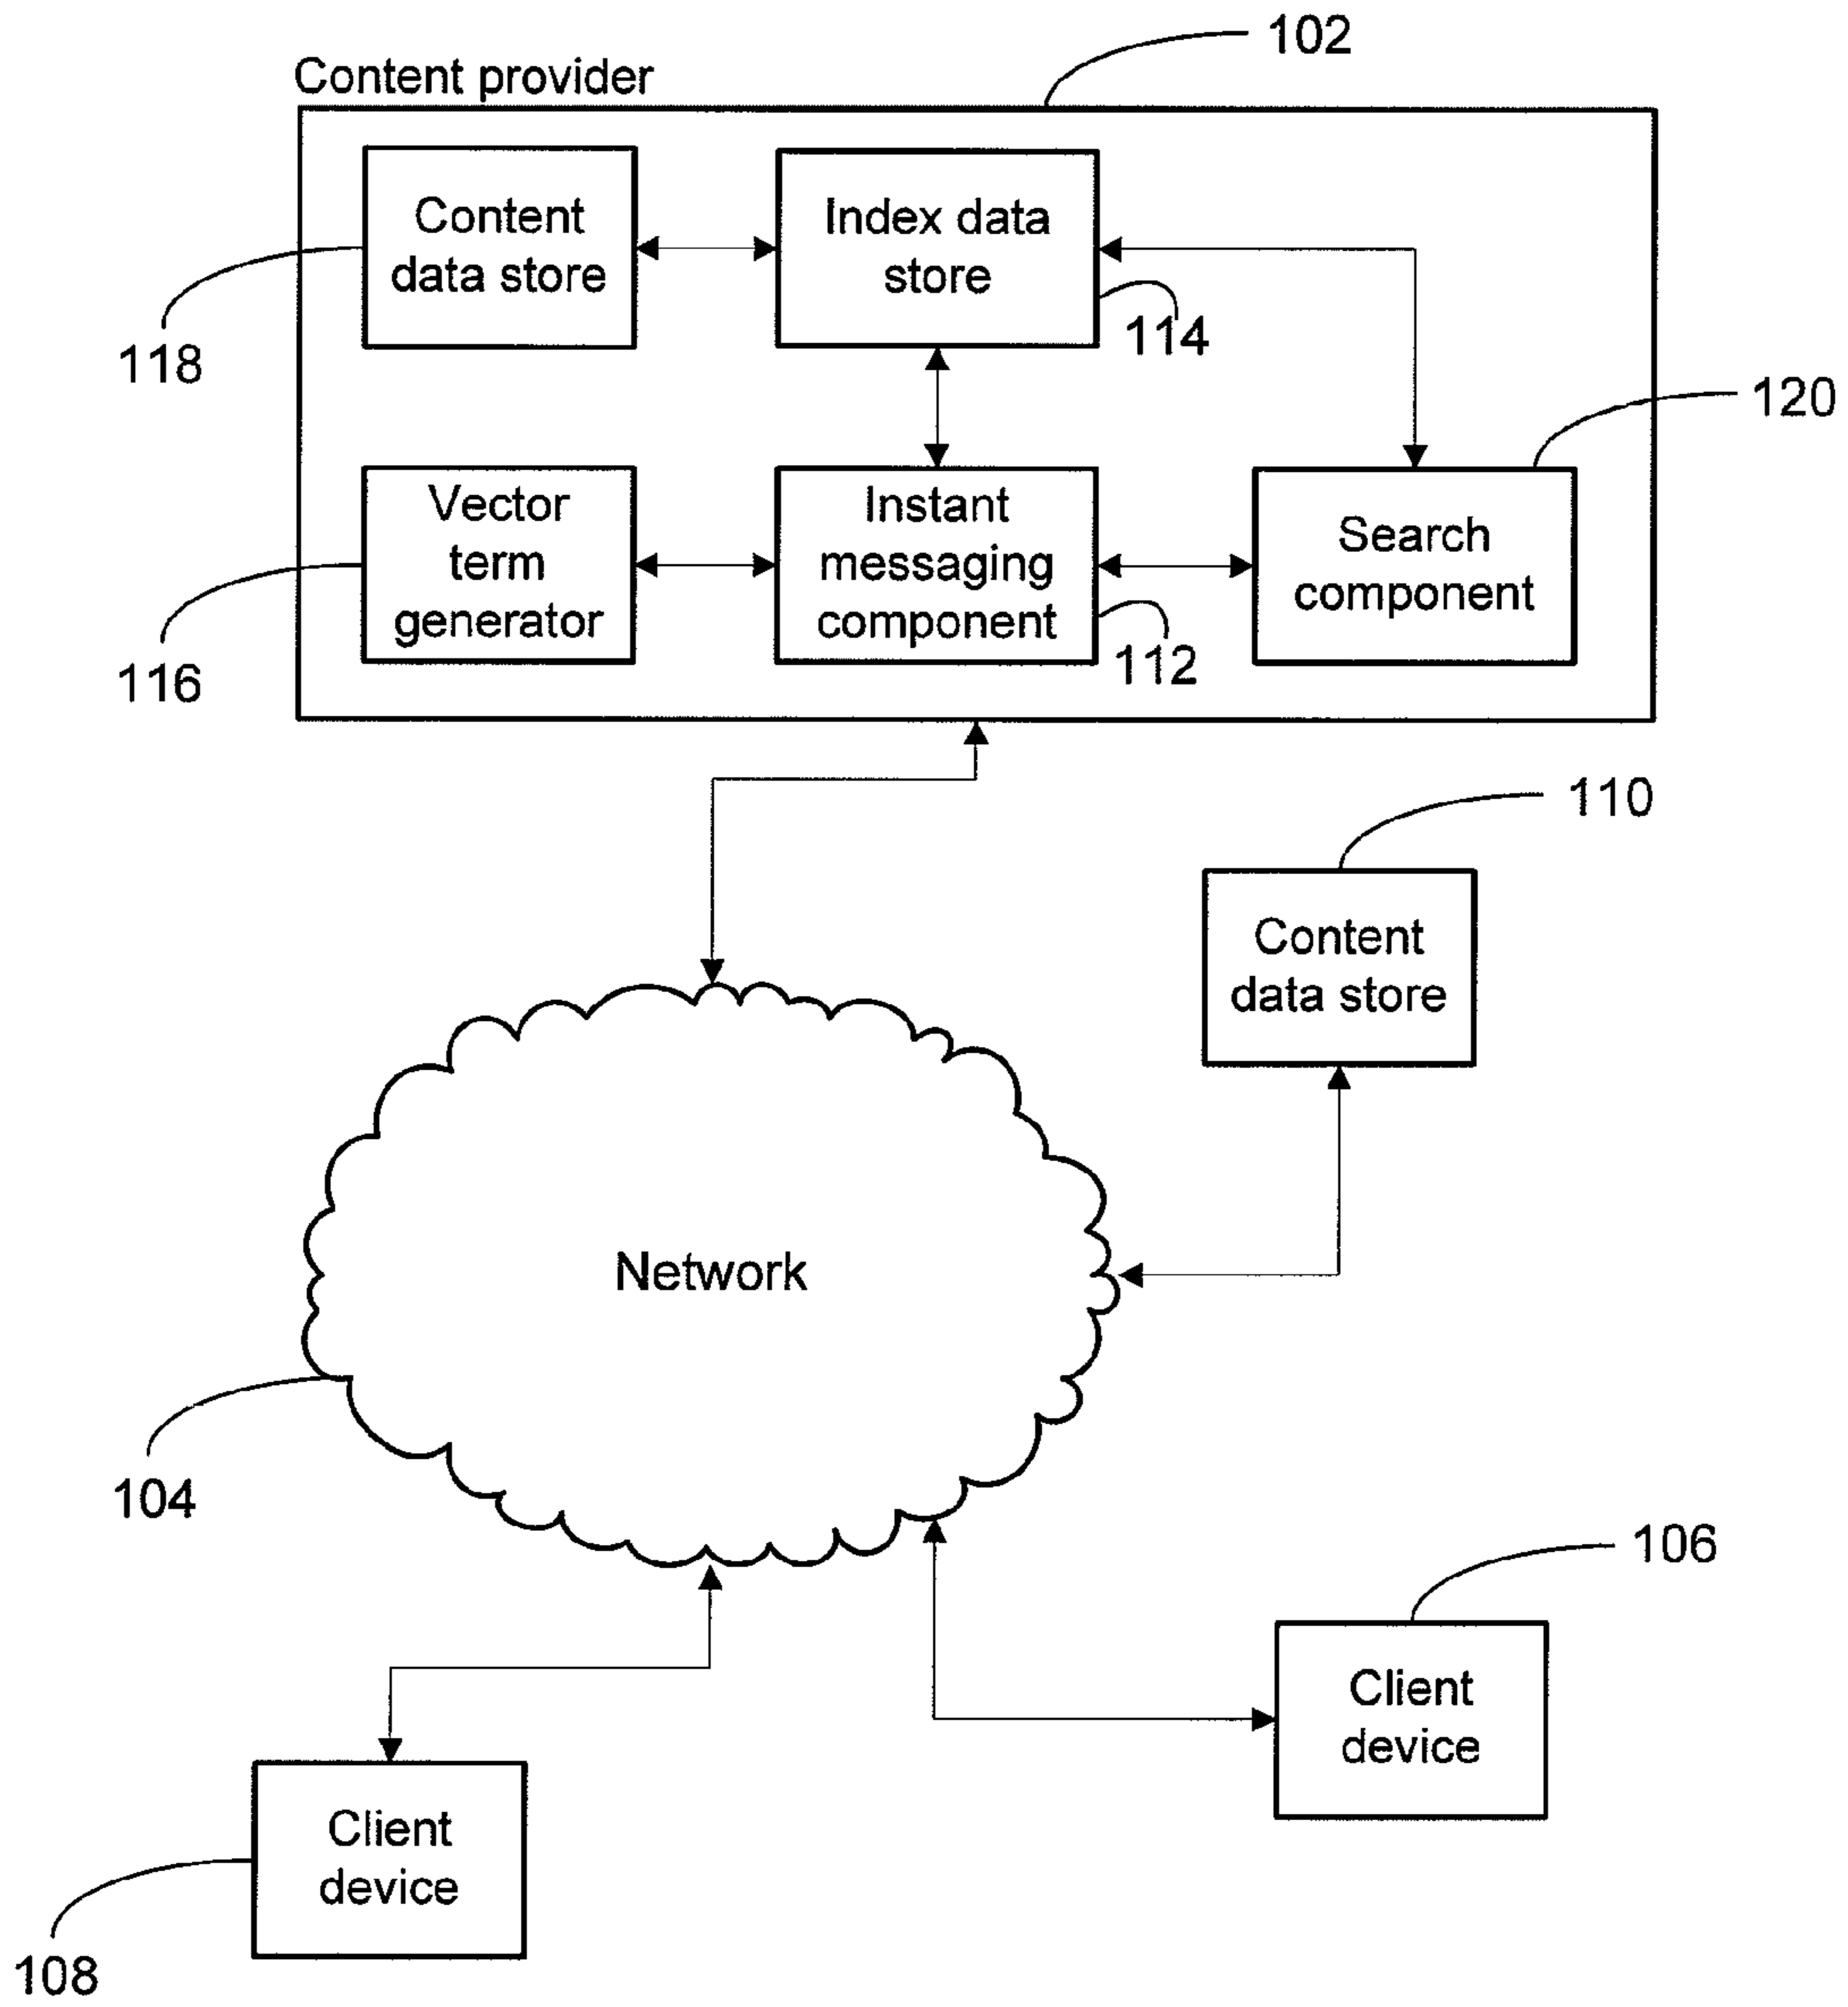 102
Content provider
Content
data store
Index data
store
118
114
120
Vector
term
generator
Instant
messaging
component
Search
component
116
112
110
Content
data store
Network
104
106
Client
device
Client
device
108